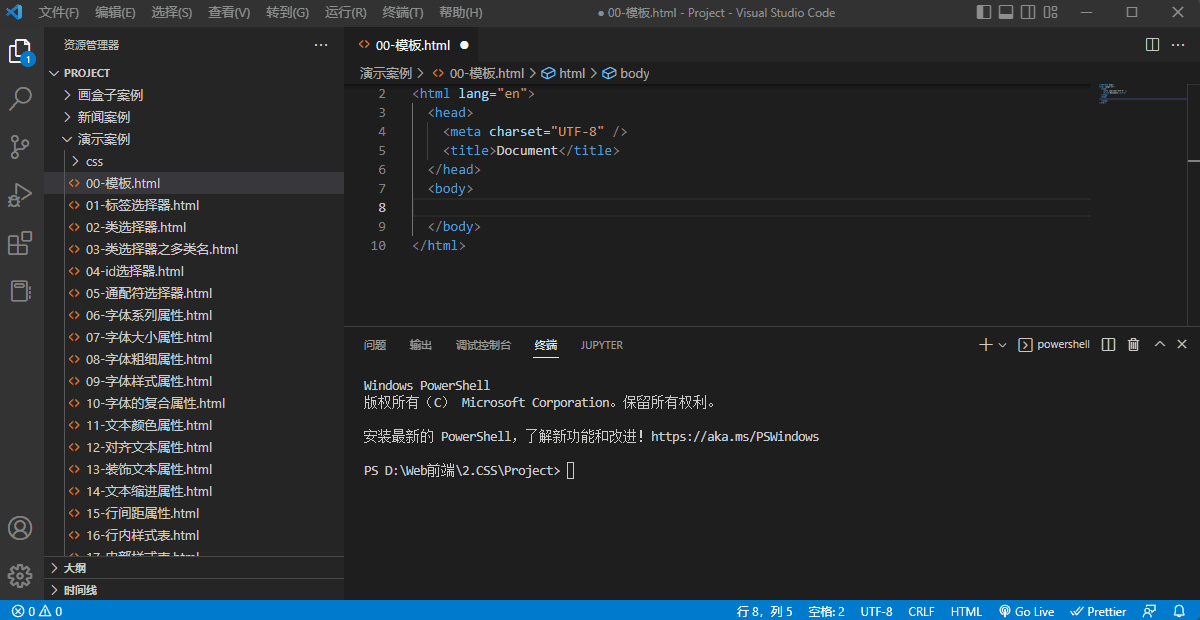 文件(F) 编辑(E) 选择(S) 查看(V) 转到(G) 运行(R) 终端(T) 帮助(H) ● 00-模板.html - Project - Visual Studio Code
资源管理器
PROJECT
画盒子案例
新闻案例
演示案例
css
00-模板.html
01-标签选择器.html
02-类选择器.html
03-类选择器之多类名.html
04-id选择器.html
05-通配符选择器.html
06-字体系列属性.html
07-字体大小属性.html
08-字体粗细属性.html
09-字体样式属性.html
10-字体的复合属性.html
11-文本颜色属性.html
12-对齐文本属性.html
13-装饰文本属性.html
14-文本缩进属性.html
15-行间距属性.html
16-行内样式表.html
17-内部样式表.html
大纲
时间线
1
00-模板.html
演示案例 > 00-模板.html > html > body
2 <html lang="en">
3 <head>
4 <meta charset="UTF-8" />
5 <title>Document</title>
6 </head>
7 <body>
8
9 </body>
10 </html>
问题 输出 调试控制台 终端 JUPYTER powershell
Windows PowerShell
版权所有（C） Microsoft Corporation。保留所有权利。
安装最新的 PowerShell，了解新功能和改进！https://aka.ms/PSWindows
PS D:\Web前端\2.CSS\Project>
0 0 行 8，列 5 空格: 2 UTF-8 CRLF HTML Go Live Prettier